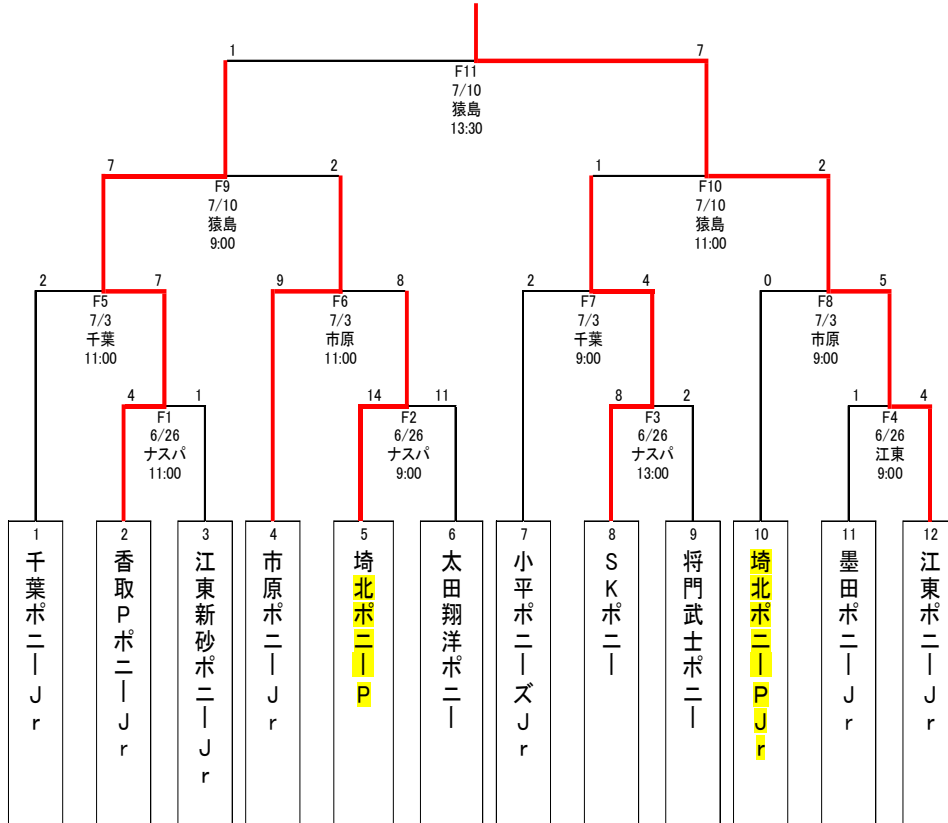 1 7
F11
7/10
猿島
13:30
7 2 1 2
F9 F10
7/10 7/10
猿島 猿島
9:00 11:00
2 7 9 8 2 4 0 5
F5 F6 F7 F8
7/3 7/3 7/3 7/3
千葉 市原 千葉 市原
11:00 11:00 9:00 9:00
4 1 14 11 8 2 1 4
F1 F2 F3 F4
6/26 6/26 6/26 6/26
ナスパ ナスパ ナスパ 江東
11:00 9:00 13:00 9:00
1 2 3 4 5 6 7 8 9 10 11 12
千葉ポニーJr
香取PポニーJr
江東新砂ポニーJr
市原ポニーJr
埼北ポニーP
太田翔洋ポニー
小平ポニーズJr
SKポニー
将門武士ポニー
埼北ポニーPJr
墨田ポニーJr
江東ポニーJr